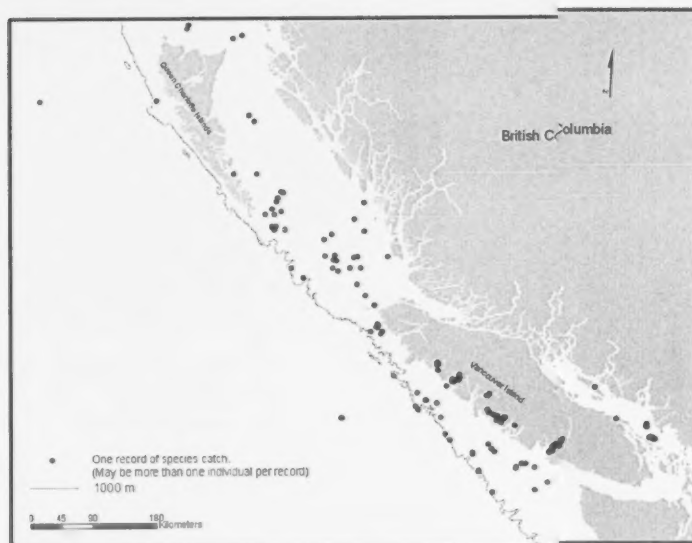 Queen Charlotte Islands
British Columbia
Vancouver Island
One record of species catch.
(May be more than one individual per record)
1000 m
0 45 90 180
Kilometers